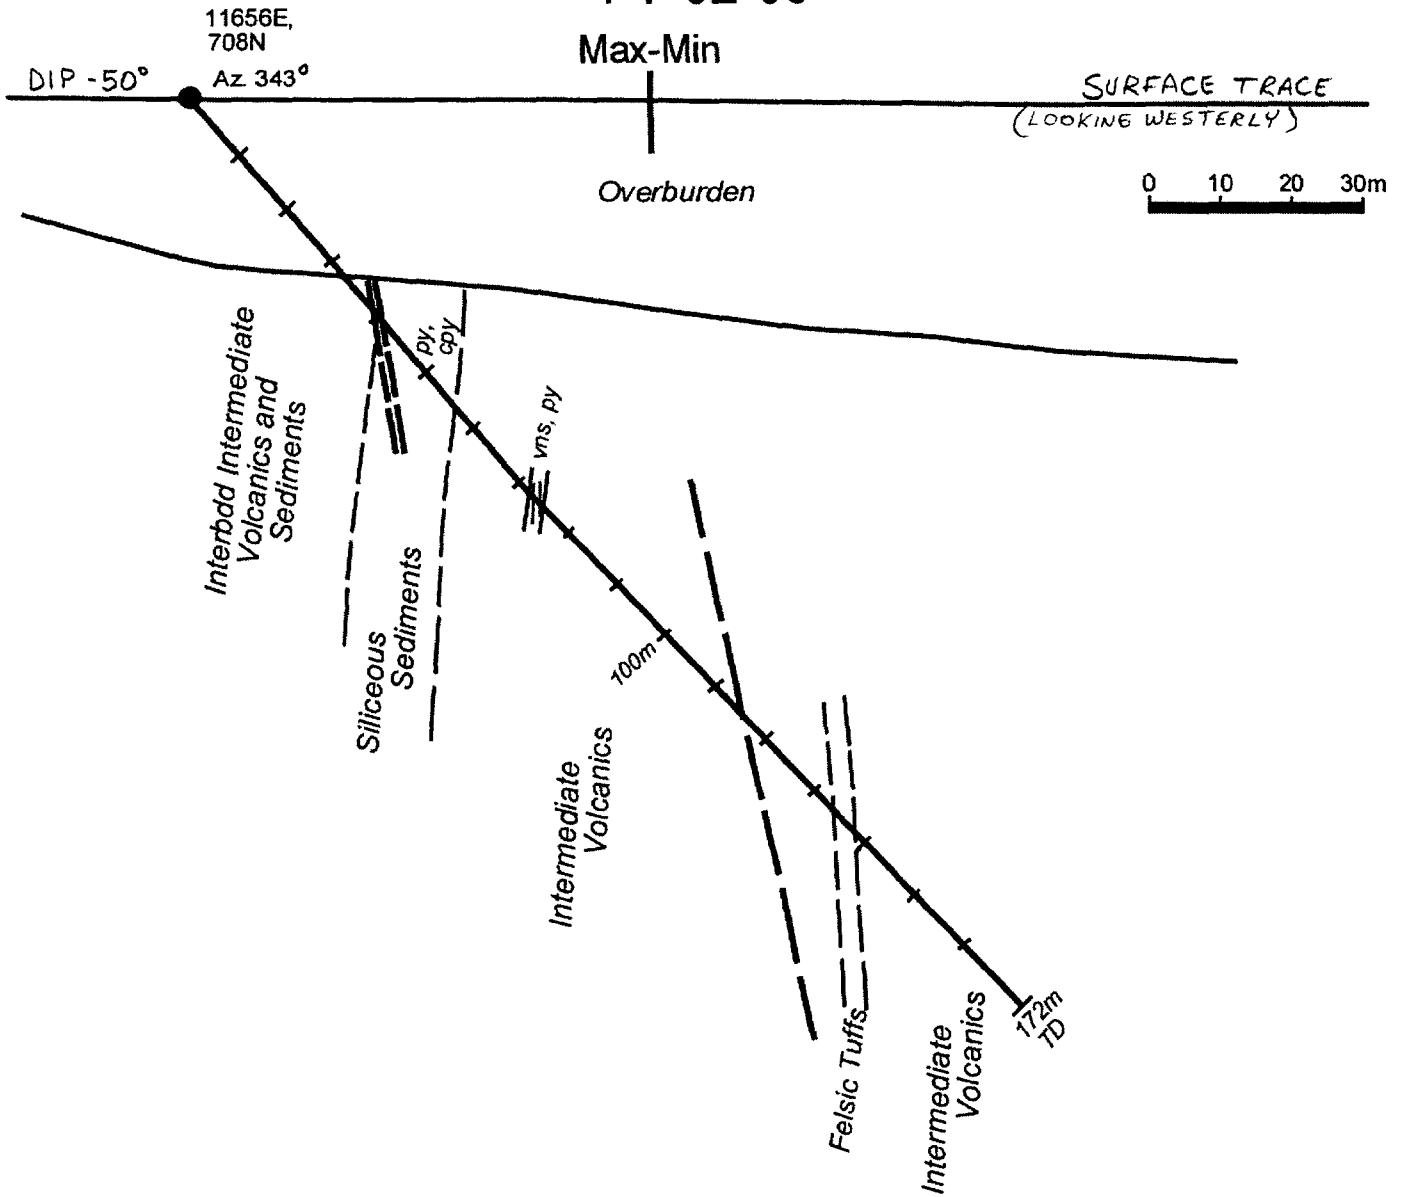 11656E,
708N
Max-Min
DIP -50°
Az. 343°
SURFACE TRACE
(LOOKINE WESTERLY)
Overburden
0 10 20 30m
Interbdd Intermediate
Volcanics and
Sediments
py,
cpy
vns, py
Siliceous
Sediments
100m
Intermediate
Volcanics
Felsic Tuffs
Intermediate
Volcanics
172m
TD